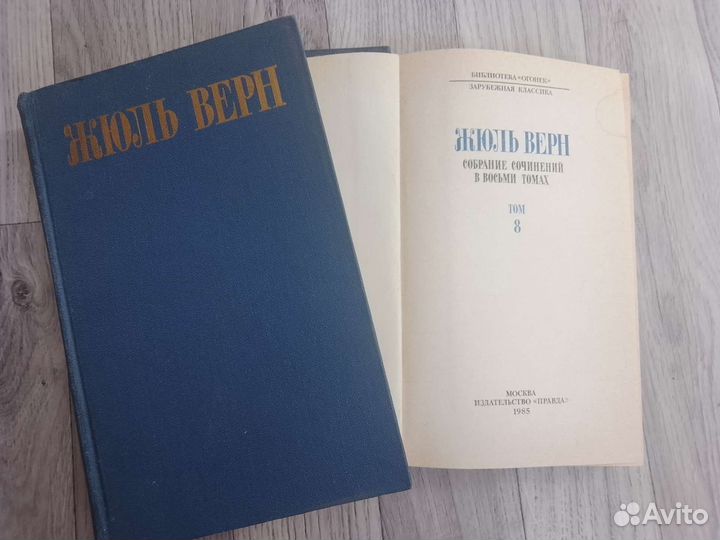 ЖЮЛЬ ВЕРН
БИБЛИОТЕКА «ОГОНЕК»
ЗАРУБЕЖНАЯ КЛАССИКА
ЖЮЛЬ ВЕРН
СОБРАНИЕ СОЧИНЕНИЙ
В ВОСЬМИ ТОМАХ
ТОМ
8
МОСКВА
ИЗДАТЕЛЬСТВО «ПРАВДА»
1985
Avito